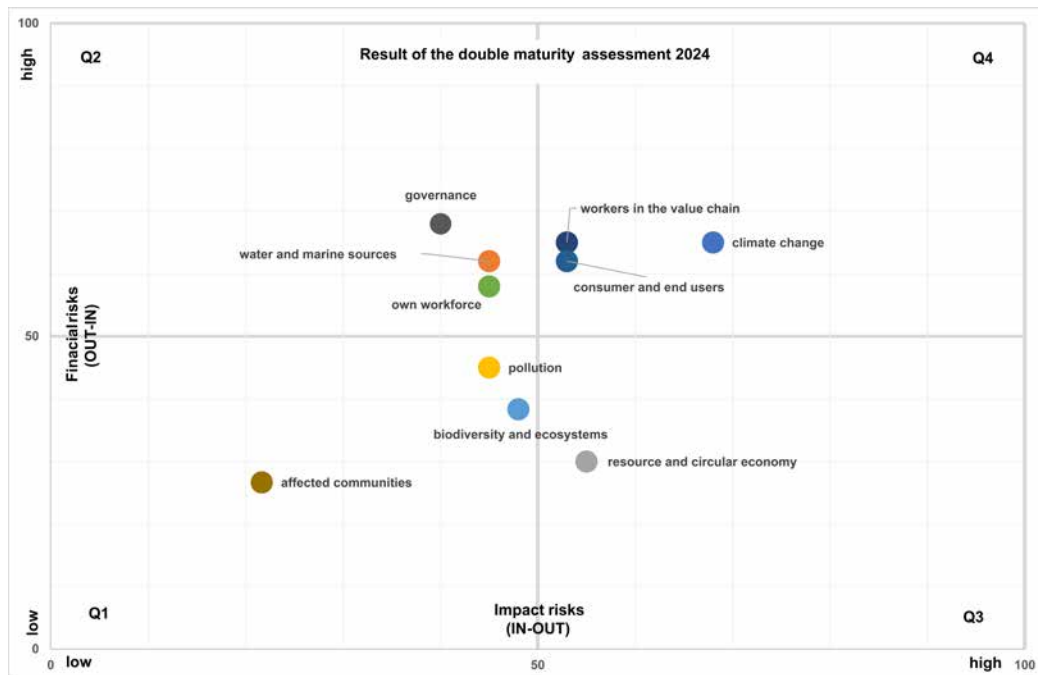 100
high
Q2
Result of the double maturity assessment 2024
Q4
governance
workers in the value chain
water and marine sources
climate change
consumer and end users
own workforce
50
Finacial risks
(OUT-IN)
pollution
biodiversity and ecosystems
resource and circular economy
affected communities
Q1
Impact risks
(IN-OUT)
Q3
low
0
0
low
50
high
100